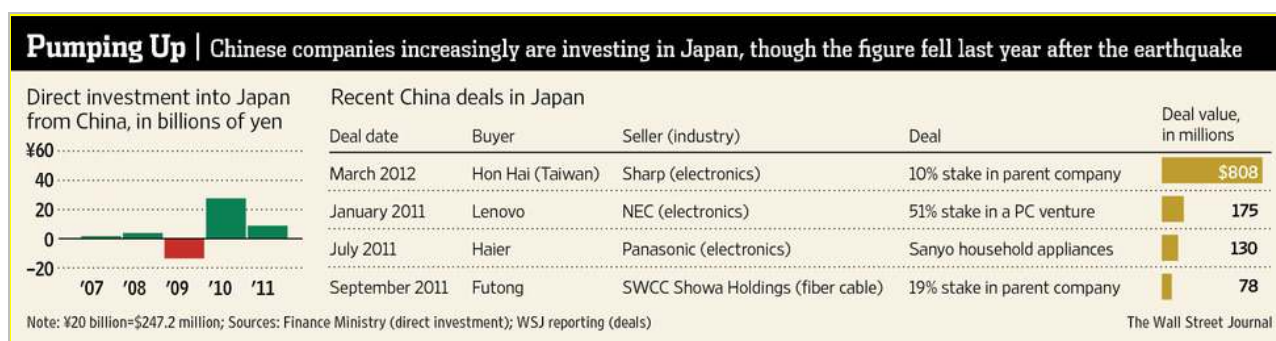 Pumping Up | Chinese companies increasingly are investing in Japan, though the figure fell last year after the earthquake
Direct investment into Japan
from China, in billions of yen
¥60
40
20
0
–20
'07 '08 '09 '10 '11
Recent China deals in Japan
Deal value,
in millions
Deal date Buyer Seller (industry) Deal
March 2012 Hon Hai (Taiwan) Sharp (electronics) 10% stake in parent company $808
January 2011 Lenovo NEC (electronics) 51% stake in a PC venture 175
July 2011 Haier Panasonic (electronics) Sanyo household appliances 130
September 2011 Futong SWCC Showa Holdings (fiber cable) 19% stake in parent company 78
Note: ¥20 billion=$247.2 million; Sources: Finance Ministry (direct investment); WSJ reporting (deals)
The Wall Street Journal